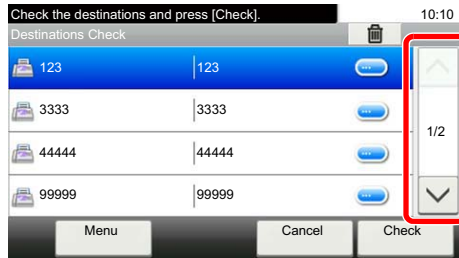 Check the destinations and press [Check]. 10:10
Destinations Check
123 123
3333 3333
1/2
44444 44444
99999 99999
Menu Cancel Check